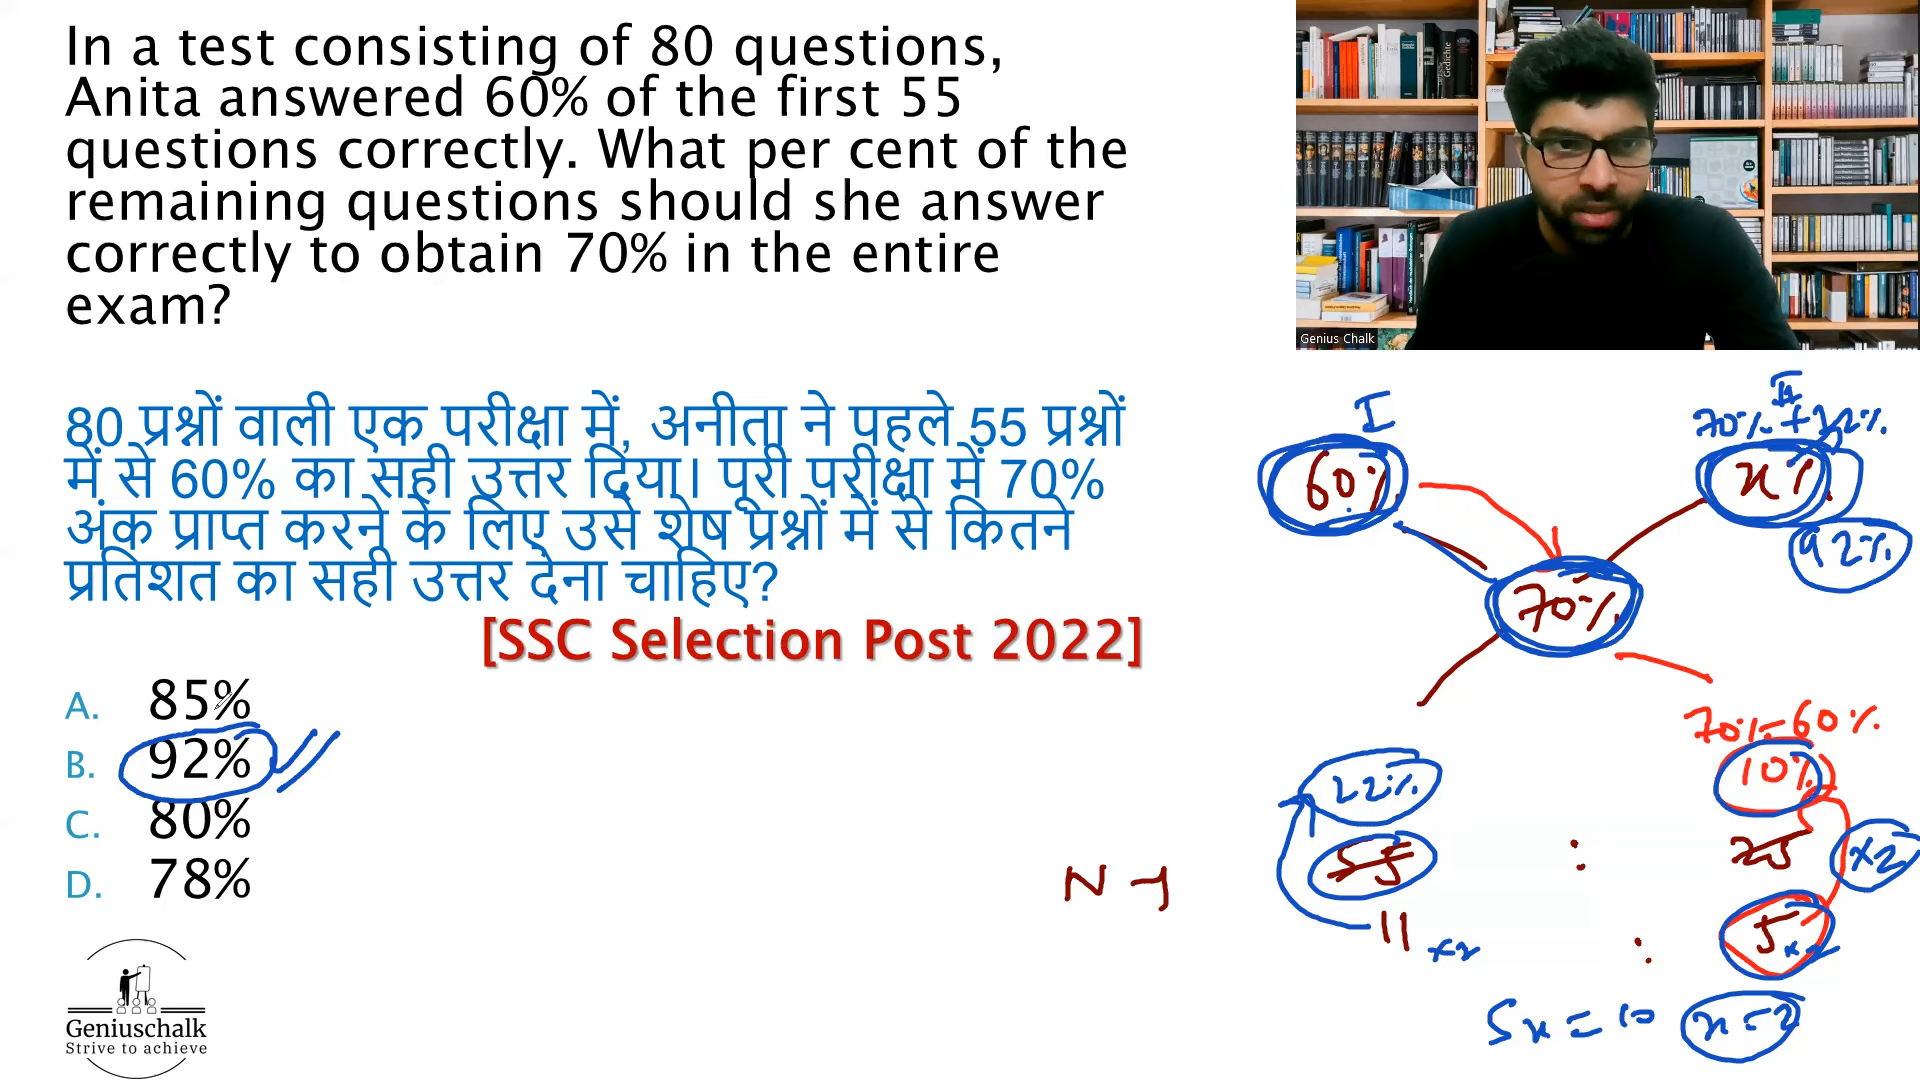 In a test consisting of 80 questions,
Anita answered 60% of the first 55
questions correctly. What per cent of the
remaining questions should she answer
correctly to obtain 70% in the entire
exam?
80 प्रश्नों वाली एक परीक्षा में, अनीता ने पहले 55 प्रश्नों
में से 60% का सही उत्तर दिया। पूरी परीक्षा में 70%
अंक प्राप्त करने के लिए उसे शेष प्रश्नों में से कितने
प्रतिशत का सही उत्तर देना चाहिए?
[SSC Selection Post 2022]
A. 85%
B. 92%
C. 80%
D. 78%
Geniuschalk
Strive to achieve
Genius Chalk
I II
70% + 22%
60% x%
92%
70%
70% - 60%
22% 10%
55 : 25 ×2
N → 11 ×2 : 5 ×2
5x = 10 x = 2